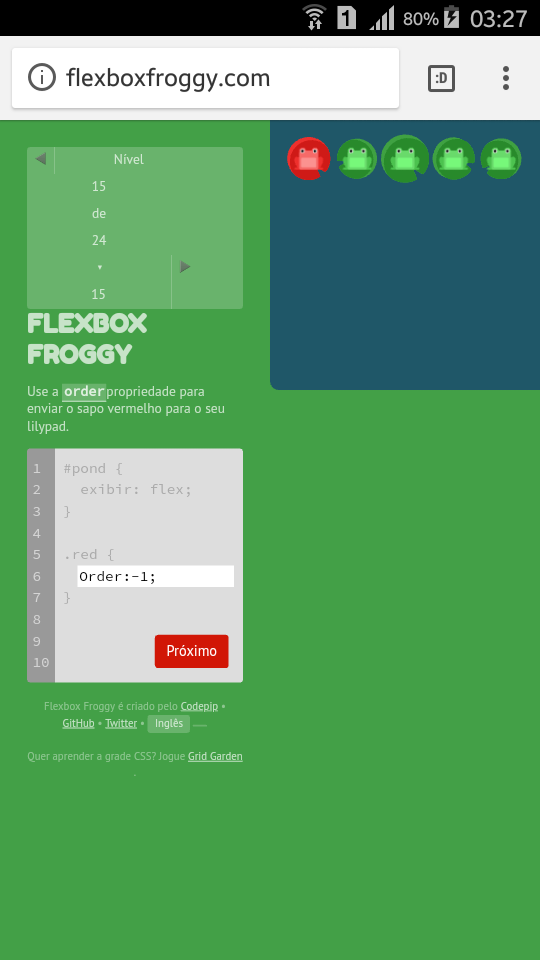 1 80% 03:27
flexboxfroggy.com :D
Nível
15
de
24
▾
15
FLEXBOX
FROGGY
Use a order propriedade para
enviar o sapo vermelho para o seu
lilypad.
1 #pond {
2 exibir: flex;
3 }
4
5 .red {
6 Order:-1;
7 }
8
9
10
Próximo
Flexbox Froggy é criado pelo Codepip •
GitHub • Twitter • Inglês
Quer aprender a grade CSS? Jogue Grid Garden
.